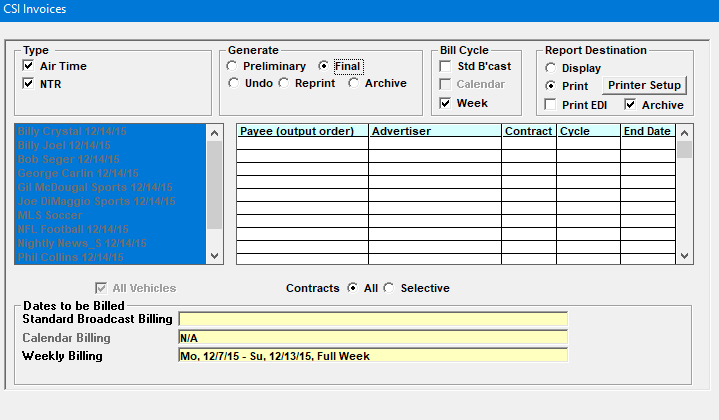 CSI Invoices
Type
Air Time
NTR
Generate
Preliminary Final
Undo Reprint Archive
Bill Cycle
Std B'cast
Calendar
Week
Report Destination
Display
Print Printer Setup
Print EDI Archive
Billy Crystal 12/14/15
Billy Joel 12/14/15
Bob Seger 12/14/15
George Carlin 12/14/15
Gil McDougal Sports 12/14/15
Joe DiMaggio Sports 12/14/15
MLS Soccer
NFL Football 12/14/15
Nightly News_S 12/14/15
Phil Collins 12/14/15
Payee (output order) Advertiser Contract Cycle End Date
All Vehicles
Contracts All Selective
Dates to be Billed
Standard Broadcast Billing
Calendar Billing N/A
Weekly Billing Mo, 12/7/15 - Su, 12/13/15, Full Week